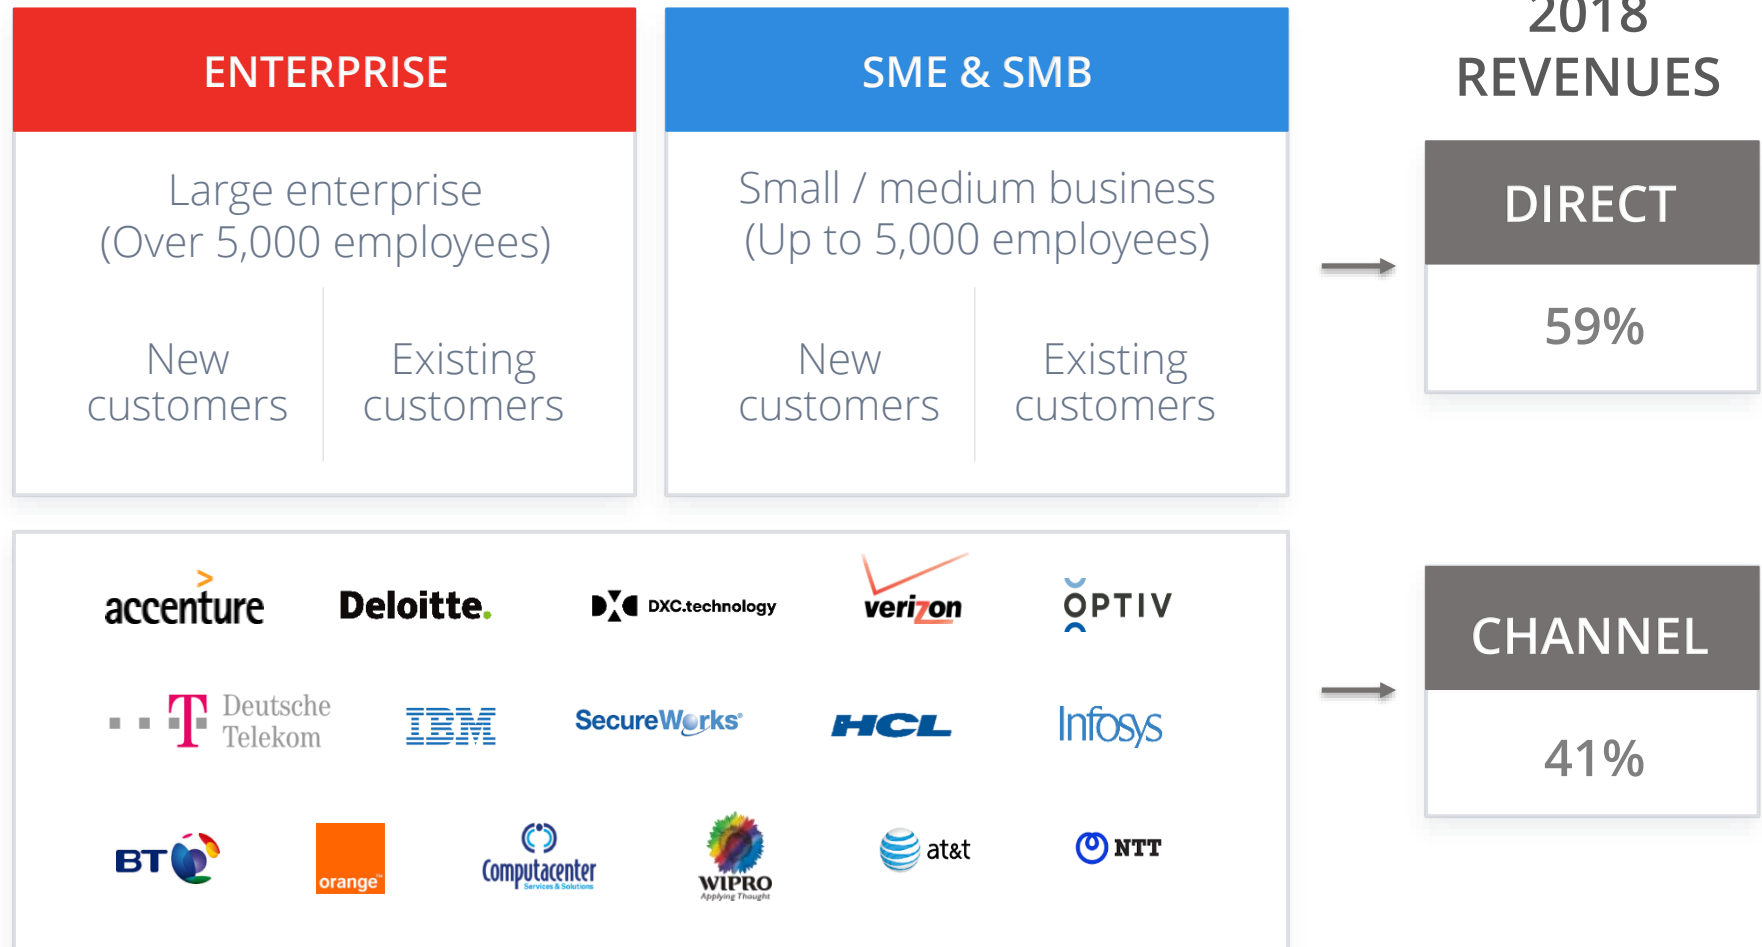 ENTERPRISE
Large enterprise
(Over 5,000 employees)
New
customers
Existing
customers
SME & SMB
Small / medium business
(Up to 5,000 employees)
New
customers
Existing
customers
2018
REVENUES
DIRECT
59%
accenture
Deloitte.
DXC DXC.technology
verizon
OPTIV
T Deutsche
Telekom
IBM
SecureWorks®
HCL
Infosys
BT
orange™
Computacenter
Services & Solutions
WIPRO
Applying Thought
at&t
NTT
CHANNEL
41%